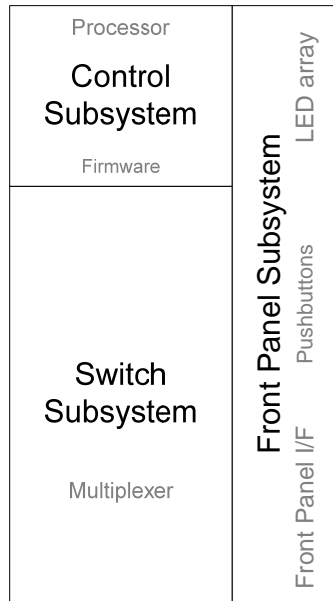 Processor
Control
Subsystem
Firmware
Switch
Subsystem
Multiplexer
Front Panel Subsystem
LED array
Pushbuttons
Front Panel I/F